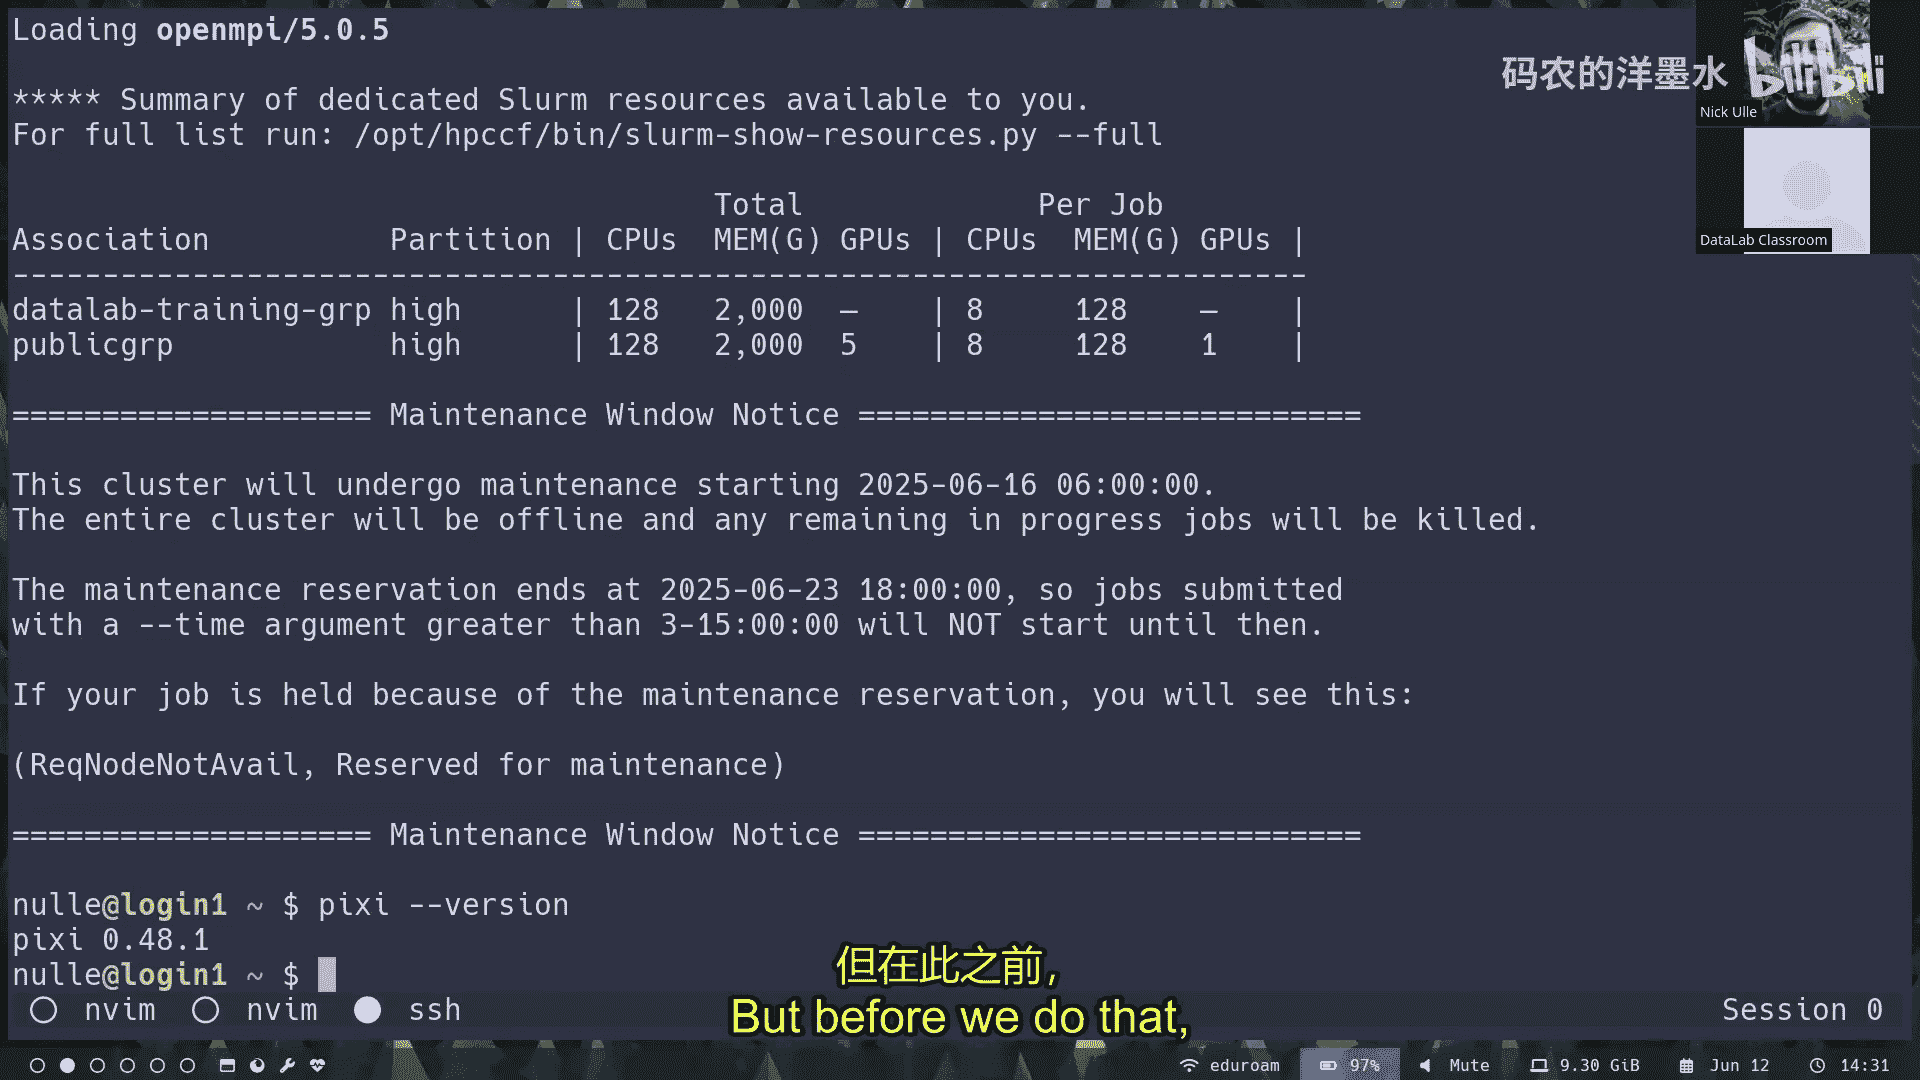 Loading openmpi/5.0.5
***** Summary of dedicated Slurm resources available to you.
For full list run: /opt/hpccf/bin/slurm-show-resources.py --full
Total Per Job
Association Partition | CPUs MEM(G) GPUs | CPUs MEM(G) GPUs |
------------------------------------------------------------------------
datalab-training-grp high | 128 2,000 — | 8 128 — |
publicgrp high | 128 2,000 5 | 8 128 1 |
==================== Maintenance Window Notice ============================
This cluster will undergo maintenance starting 2025-06-16 06:00:00.
The entire cluster will be offline and any remaining in progress jobs will be killed.
The maintenance reservation ends at 2025-06-23 18:00:00, so jobs submitted
with a --time argument greater than 3-15:00:00 will NOT start until then.
If your job is held because of the maintenance reservation, you will see this:
(ReqNodeNotAvail, Reserved for maintenance)
==================== Maintenance Window Notice ============================
nulle@login1 ~ $ pixi --version
pixi 0.48.1
nulle@login1 ~ $
nvim nvim ssh Session 0
码农的洋墨水 bilibili
Nick Ulle
DataLab Classroom
但在此之前,
But before we do that,
eduroam 97% Mute 9.30 GiB Jun 12 14:31